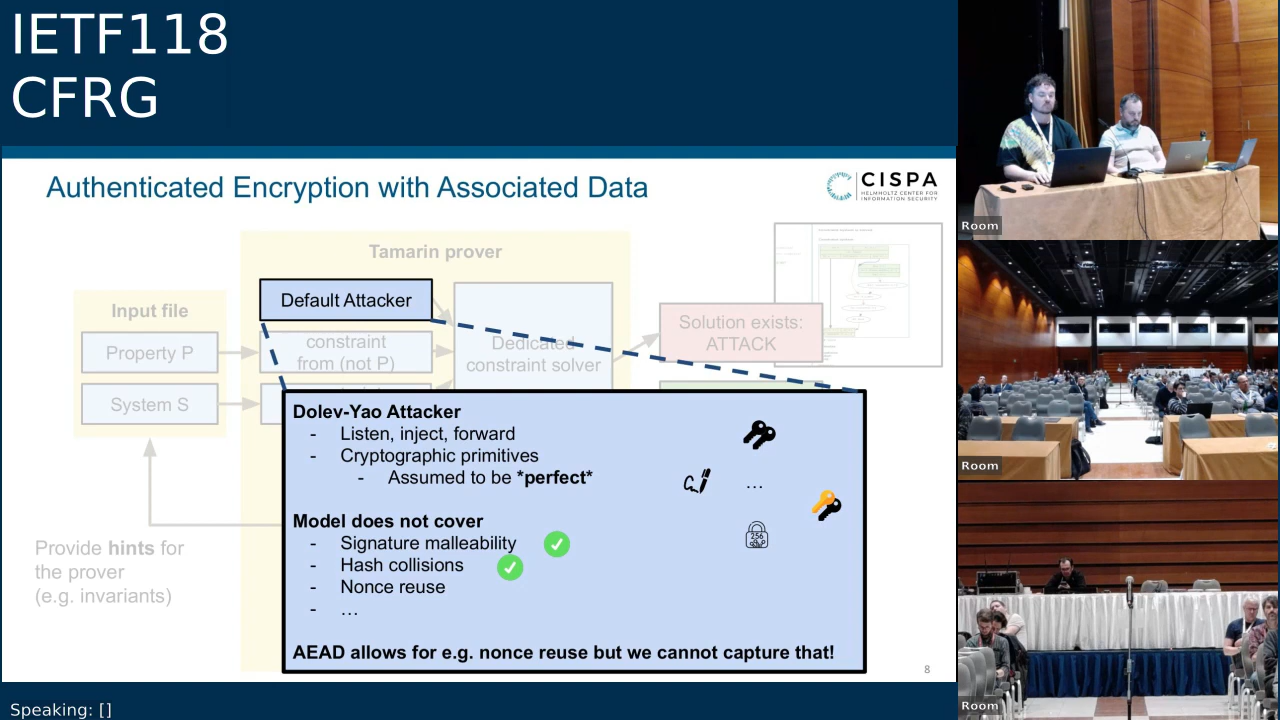 IETF118
CFRG
Authenticated Encryption with Associated Data
CISPA
HELMHOLTZ CENTER FOR
INFORMATION SECURITY
Tamarin prover
Input file
Property P
System S
Default Attacker
constraint
from (not P)
Dedicated
constraint solver
Solution exists:
ATTACK
Provide hints for
the prover
(e.g. invariants)
Dolev-Yao Attacker
- Listen, inject, forward
- Cryptographic primitives
- Assumed to be *perfect*
...
256
Model does not cover
- Signature malleability
- Hash collisions
- Nonce reuse
- ...
AEAD allows for e.g. nonce reuse but we cannot capture that!
8
Room
Room
Room
Speaking: []